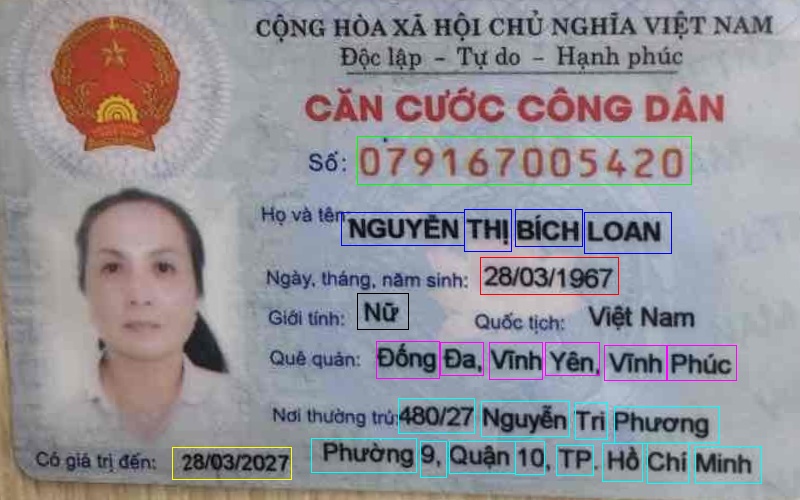 CỘNG HÒA XÃ HỘI CHỦ NGHĨA VIỆT NAM
Độc lập - Tự do - Hạnh phúc
CĂN CƯỚC CÔNG DÂN
Số: 079167005420
Họ và tên: NGUYỄN THỊ BÍCH LOAN
Ngày, tháng, năm sinh: 28/03/1967
Giới tính: Nữ Quốc tịch: Việt Nam
Quê quán: Đống Đa, Vĩnh Yên, Vĩnh Phúc
Nơi thường trú: 480/27 Nguyễn Tri Phương
Có giá trị đến: 28/03/2027 Phường 9, Quận 10, TP. Hồ Chí Minh